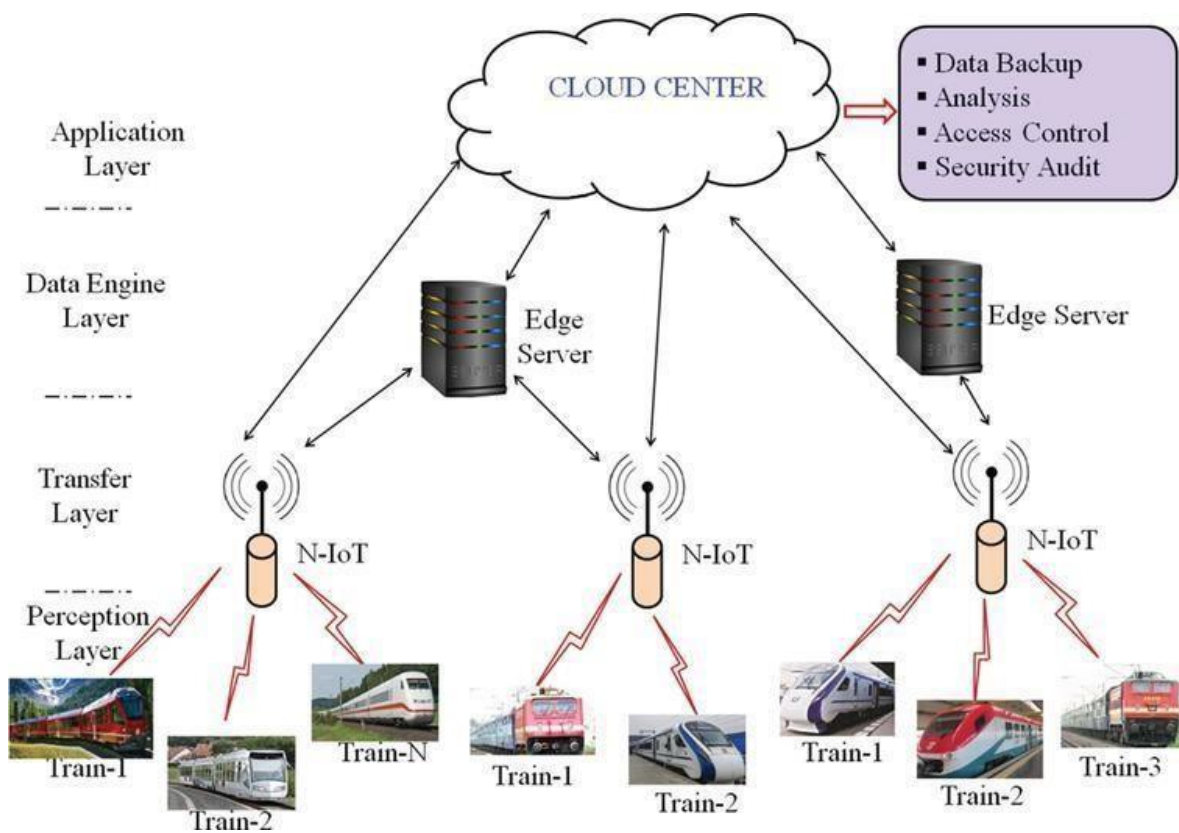 CLOUD CENTER
▪ Data Backup
▪ Analysis
▪ Access Control
▪ Security Audit
Application
Layer
Data Engine
Layer
Edge
Server
Edge Server
Transfer
Layer
N-IoT
N-IoT
N-IoT
Perception
Layer
Train-1
Train-2
Train-N
Train-1
Train-2
Train-1
Train-2
Train-3